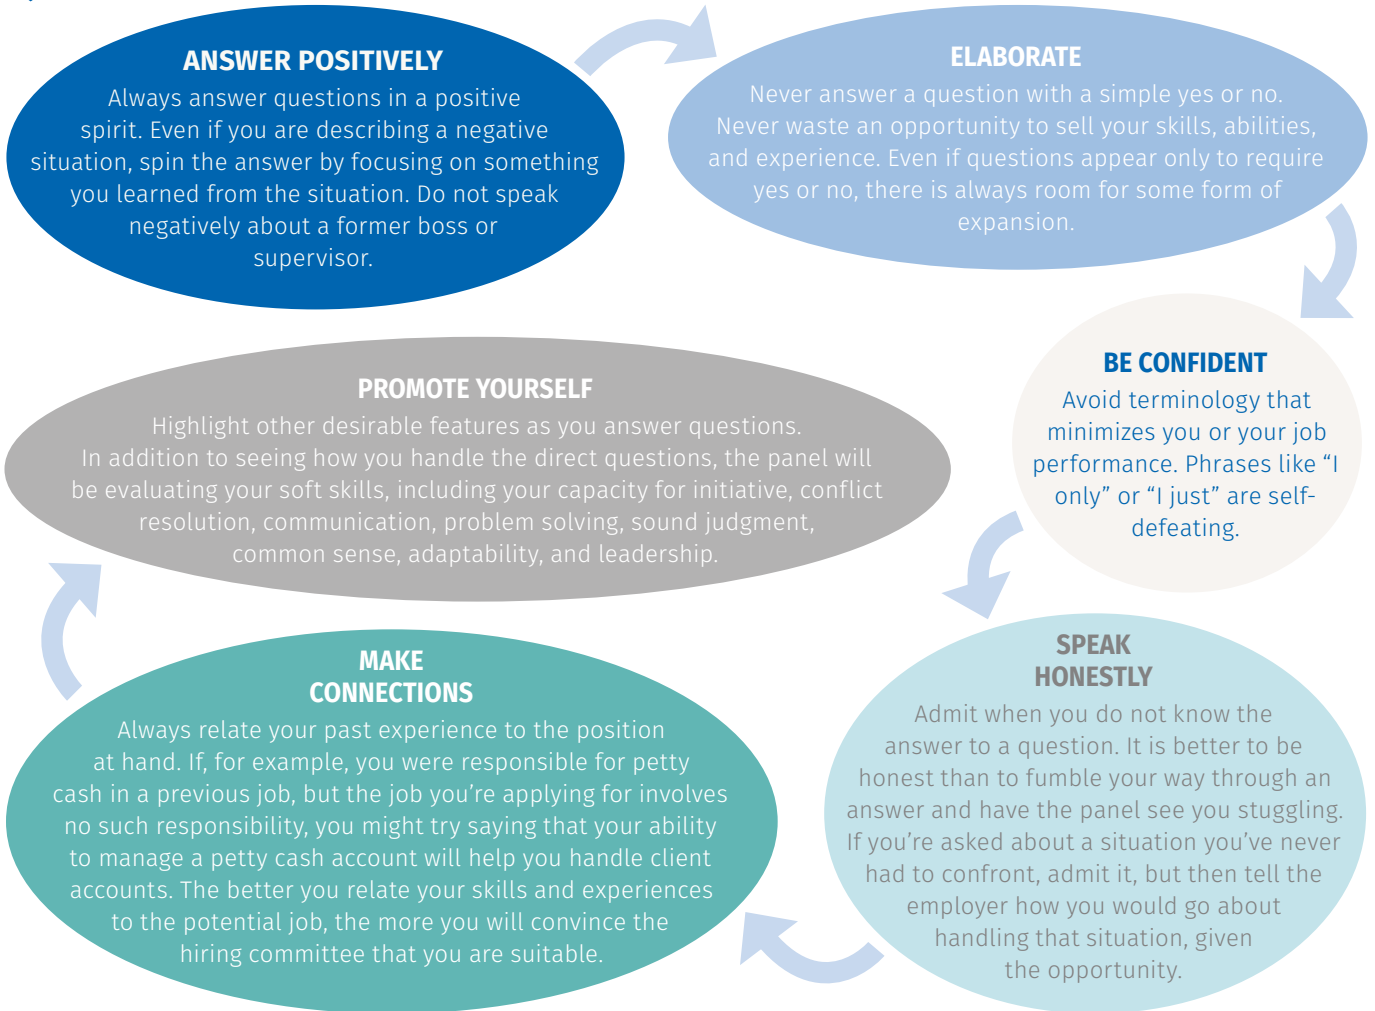 ANSWER POSITIVELY
Always answer questions in a positive
spirit. Even if you are describing a negative
situation, spin the answer by focusing on something
you learned from the situation. Do not speak
negatively about a former boss or
supervisor.
ELABORATE
Never answer a question with a simple yes or no.
Never waste an opportunity to sell your skills, abilities,
and experience. Even if questions appear only to require
yes or no, there is always room for some form of
expansion.
BE CONFIDENT
Avoid terminology that
minimizes you or your job
performance. Phrases like “I
only” or “I just” are self-
defeating.
SPEAK
HONESTLY
Admit when you do not know the
answer to a question. It is better to be
honest than to fumble your way through an
answer and have the panel see you stuggling.
If you’re asked about a situation you’ve never
had to confront, admit it, but then tell the
employer how you would go about
handling that situation, given
the opportunity.
MAKE
CONNECTIONS
Always relate your past experience to the position
at hand. If, for example, you were responsible for petty
cash in a previous job, but the job you’re applying for involves
no such responsibility, you might try saying that your ability
to manage a petty cash account will help you handle client
accounts. The better you relate your skills and experiences
to the potential job, the more you will convince the
hiring committee that you are suitable.
PROMOTE YOURSELF
Highlight other desirable features as you answer questions.
In addition to seeing how you handle the direct questions, the panel will
be evaluating your soft skills, including your capacity for initiative, conflict
resolution, communication, problem solving, sound judgment,
common sense, adaptability, and leadership.